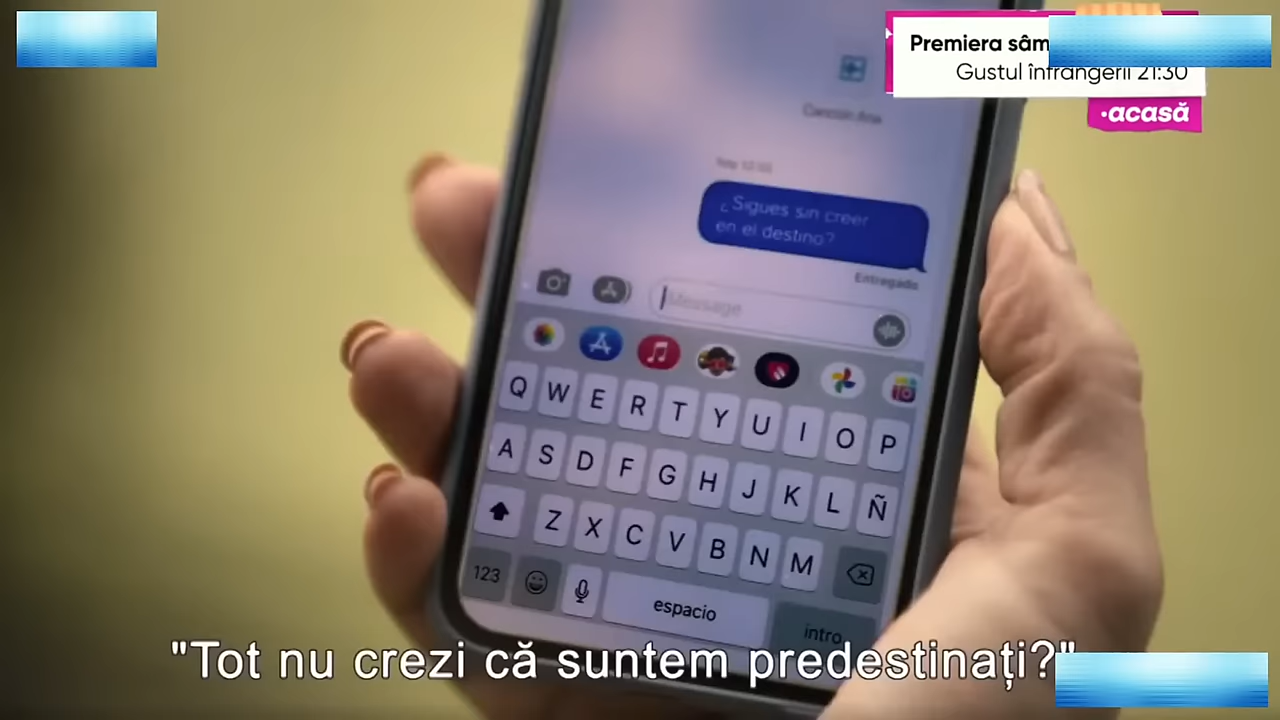 Premiera sâm
Gustul înfrângerii 21:30
•acasă
¿Sigues sin creer
en el destino?
Entregado
Message
Q W E R T Y U I O P
A S D F G H J K L Ñ
Z X C V B N M
123
espacio
intro
"Tot nu crezi că suntem predestinați?"